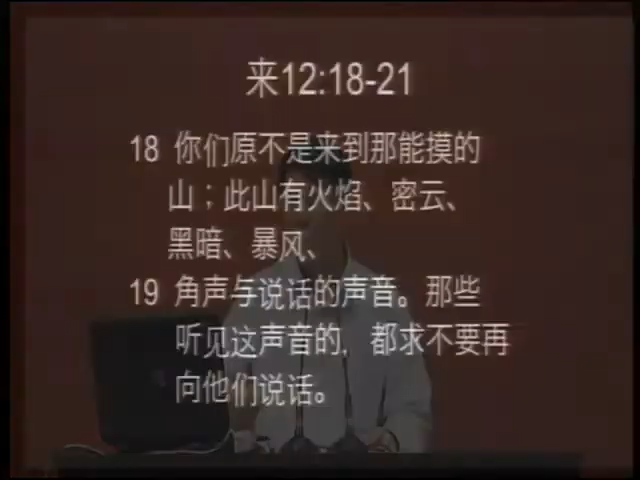 来12:18-21
18 你们原不是来到那能摸的
山；此山有火焰、密云、
黑暗、暴风、
19 角声与说话的声音。那些
听见这声音的，都求不要再
向他们说话。